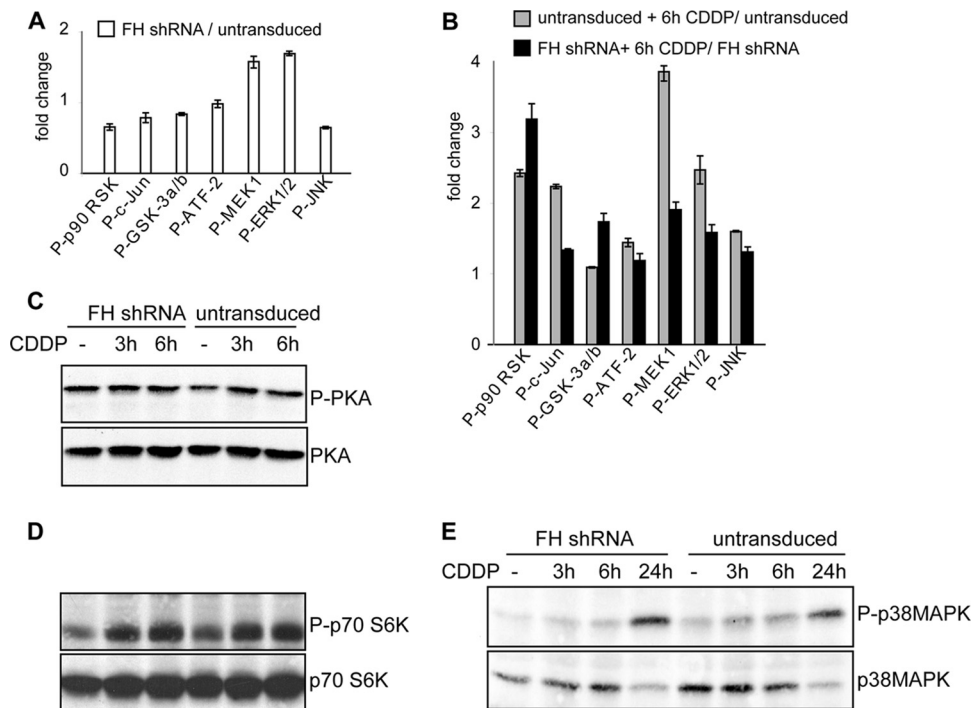 A
FH shRNA / untransduced
fold change
2
1
0
P-p90 RSK
P-c-Jun
P-GSK-3a/b
P-ATF-2
P-MEK1
P-ERK1/2
P-JNK
B
untransduced + 6h CDDP/ untransduced
FH shRNA+ 6h CDDP/ FH shRNA
fold change
4
3
2
1
0
P-p90 RSK
P-c-Jun
P-GSK-3a/b
P-ATF-2
P-MEK1
P-ERK1/2
P-JNK
C
FH shRNA untransduced
CDDP - 3h 6h - 3h 6h
P-PKA
PKA
D
P-p70 S6K
p70 S6K
E
FH shRNA untransduced
CDDP - 3h 6h 24h - 3h 6h 24h
P-p38MAPK
p38MAPK